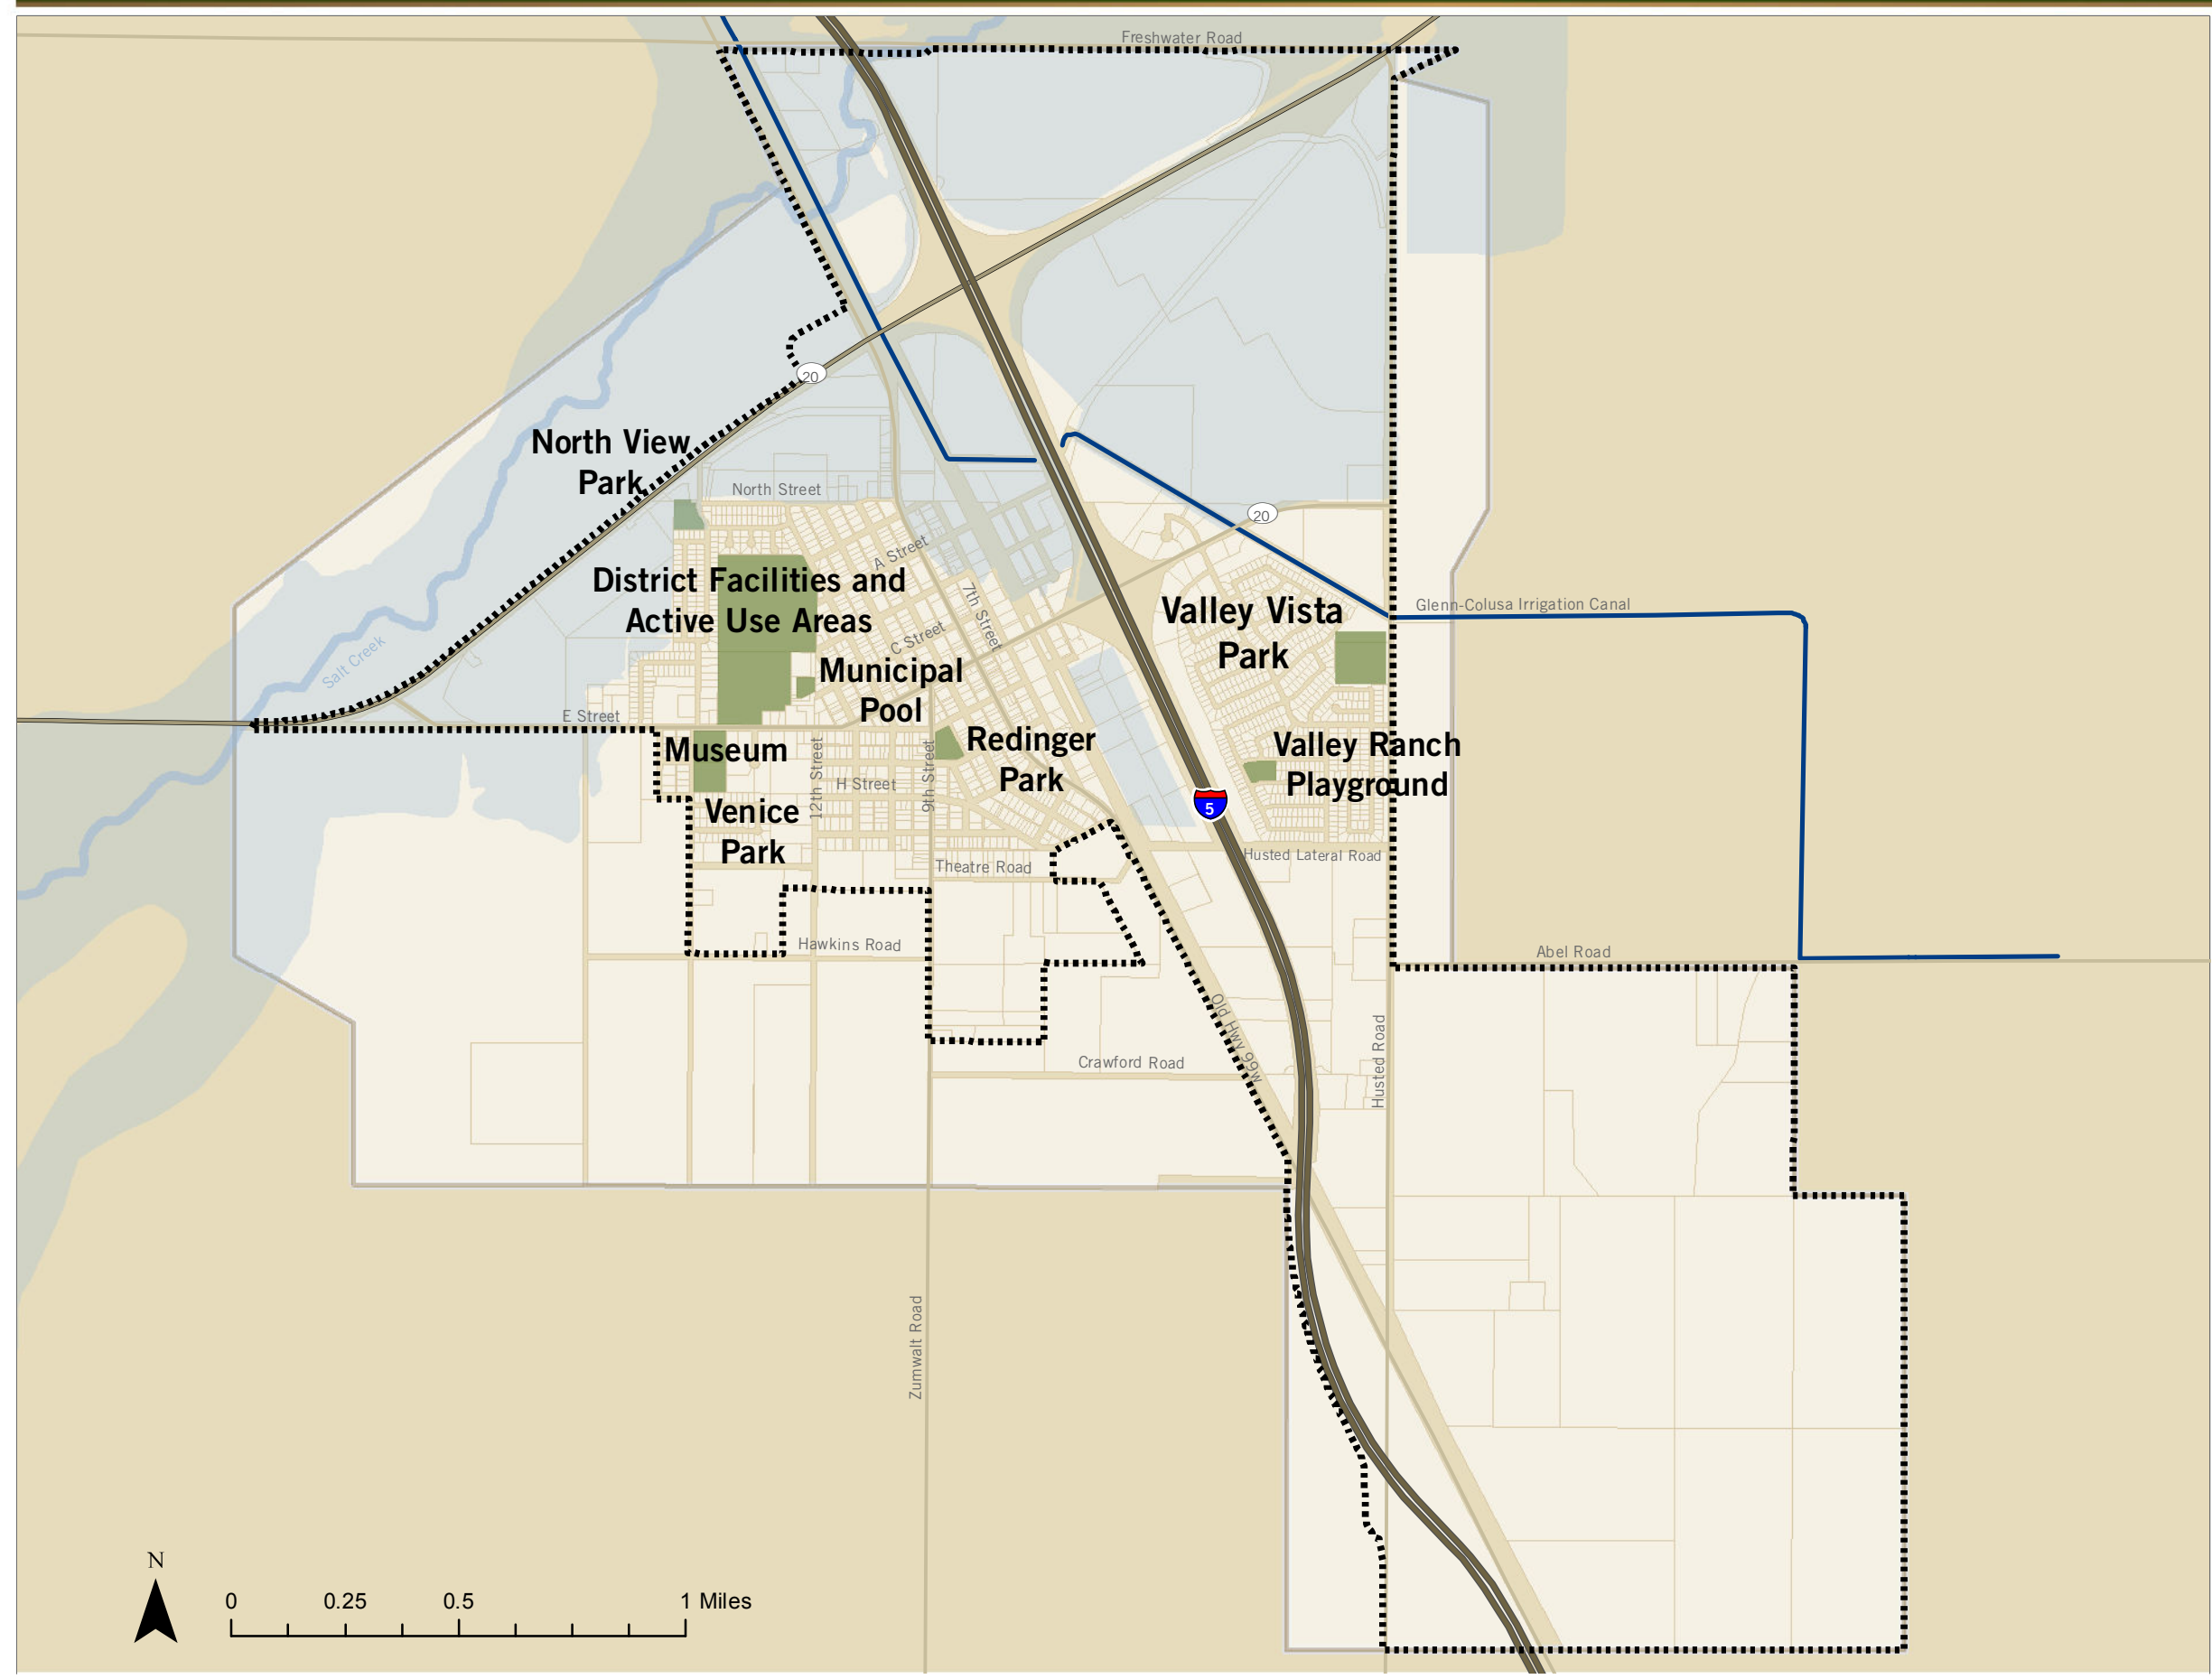 Freshwater Road
20
North View
Park
North Street
20
A Street
District Facilities and
Active Use Areas
7th Street
Valley Vista
Park
Glenn-Colusa Irrigation Canal
C Street
Salt Creek
Municipal
Pool
E Street
Museum
Redinger
Park
Valley Ranch
Playground
12th Street
H Street
9th Street
5
Venice
Park
Theatre Road
Husted Lateral Road
Hawkins Road
Abel Road
Old Hwy 99w
Crawford Road
Husted Road
Zumwalt Road
N
0 0.25 0.5 1 Miles